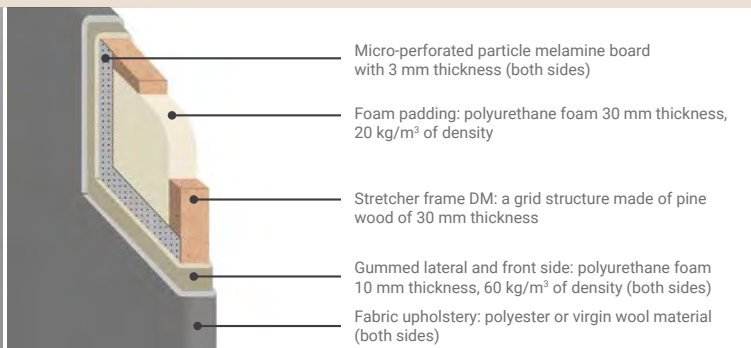 Micro-perforated particle melamine board
with 3 mm thickness (both sides)
Foam padding: polyurethane foam 30 mm thickness,
20 kg/m³ of density
Stretcher frame DM: a grid structure made of pine
wood of 30 mm thickness
Gummed lateral and front side: polyurethane foam
10 mm thickness, 60 kg/m³ of density (both sides)
Fabric upholstery: polyester or virgin wool material
(both sides)